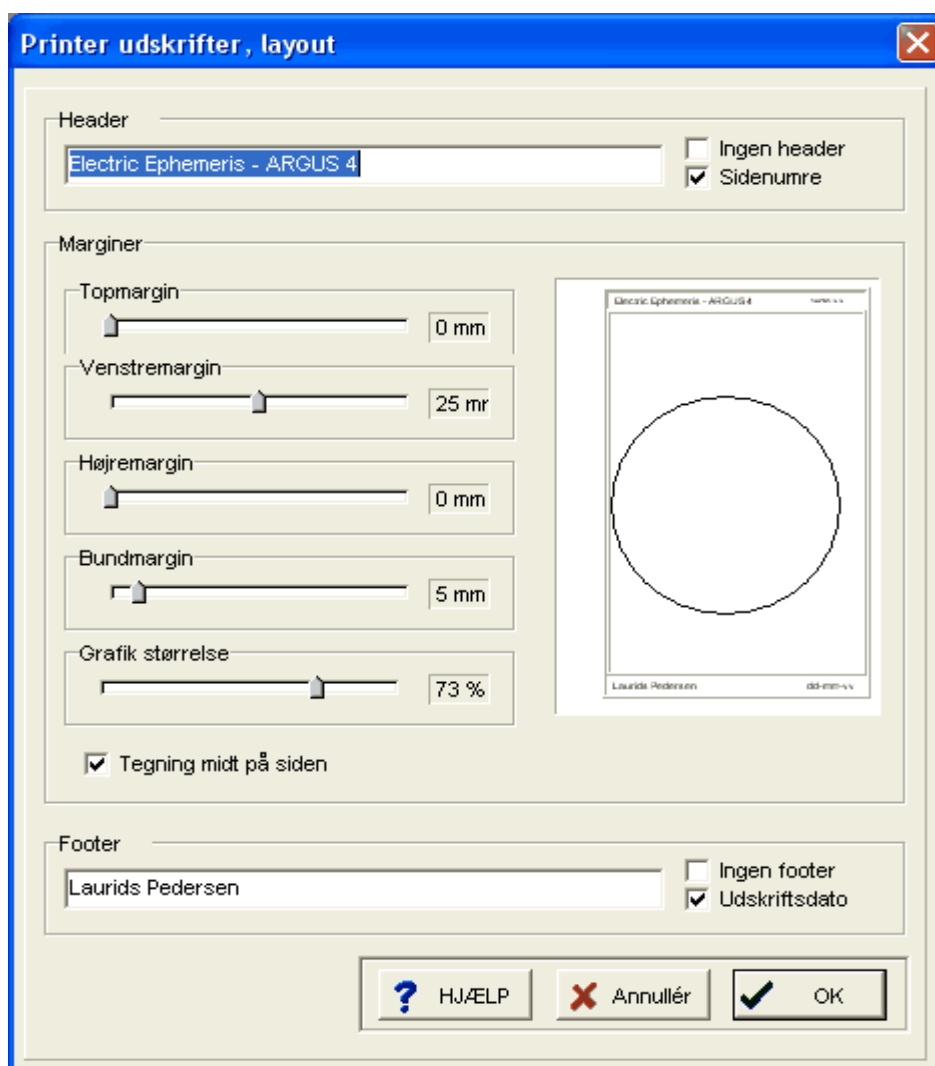 Printer udskrifter, layout
Header
Electric Ephemeris - ARGUS 4
Ingen header
Sidenumre
Marginer
Topmargin
0 mm
Venstremargin
25 mr
Højremargin
0 mm
Bundmargin
5 mm
Grafik størrelse
73 %
Tegning midt på siden
Electric Ephemeris - ARGUS 4
Laurids Pedersen
dd-mm-yy
Footer
Laurids Pedersen
Ingen footer
Udskriftsdato
HJÆLP
Annullér
OK